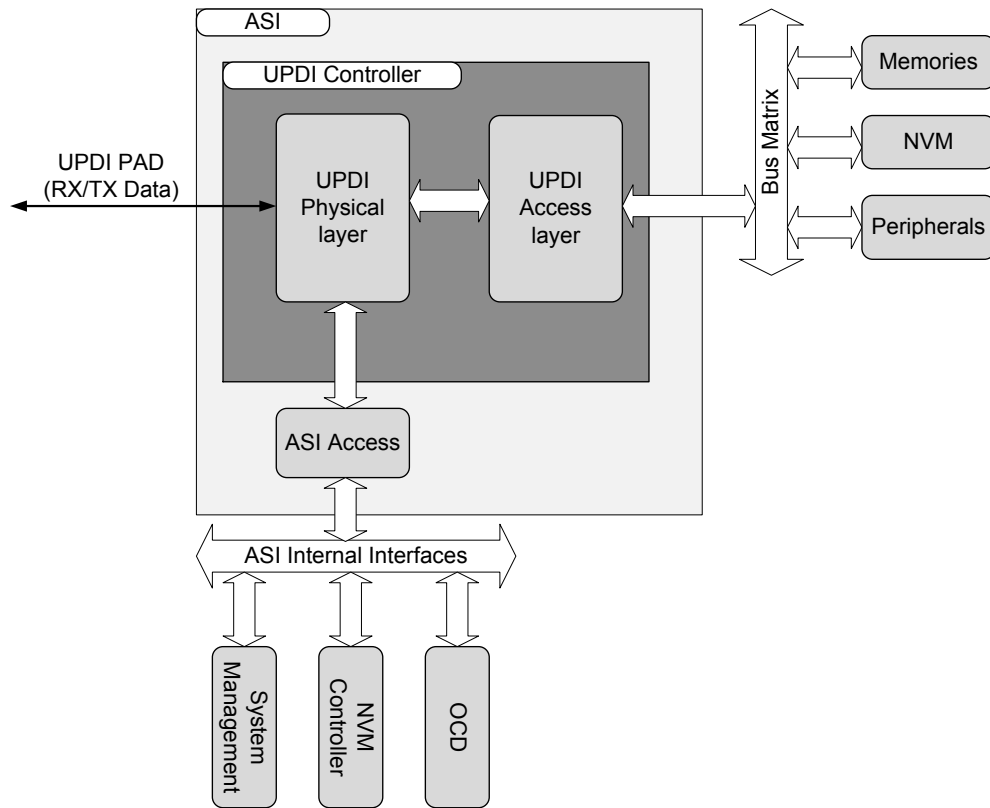 ASI
UPDI Controller
UPDI PAD
(RX/TX Data)
UPDI
Physical
layer
UPDI
Access
layer
Bus Matrix
Memories
NVM
Peripherals
ASI Access
ASI Internal Interfaces
System
Management
NVM
Controller
OCD